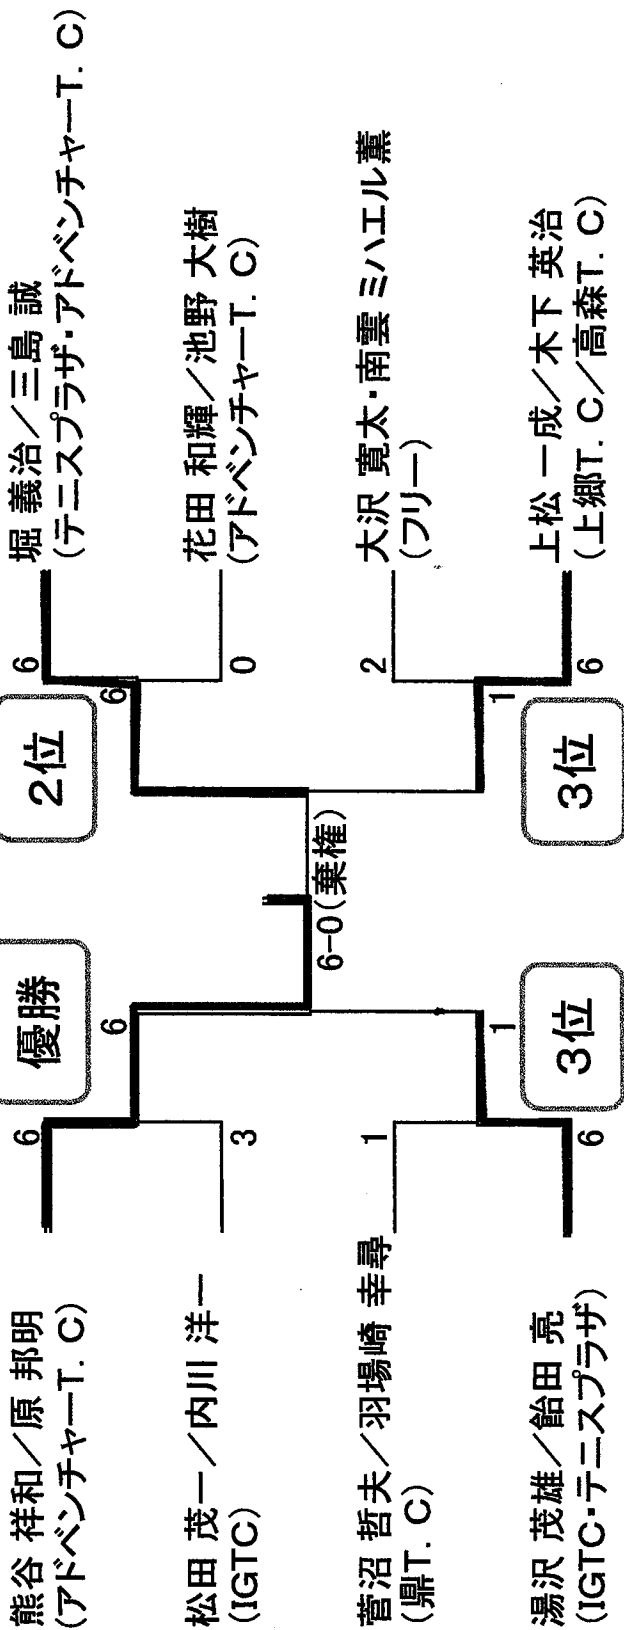 熊谷 祥和／原 邦明
(アドベンチャーT. C)
松田 茂一／内川 洋一
(IGTC)
菅沼 哲夫／羽場崎 幸尋
(鼎T. C)
湯沢 茂雄／飴田 亮
(IGTC・テニスプラザ)
6
3
1
6
優勝
6
1
3位
6-0(棄権)
2位
3位
6
1
6
0
2
6
堀 義治／三島 誠
(テニスプラザ・アドベンチャーT. C)
花田 和輝／池野 大樹
(アドベンチャーT. C)
大沢 寛太・南雲 ミハエル薫
(フリー)
上松 一成／木下 英治
(上郷T. C／高森T. C)